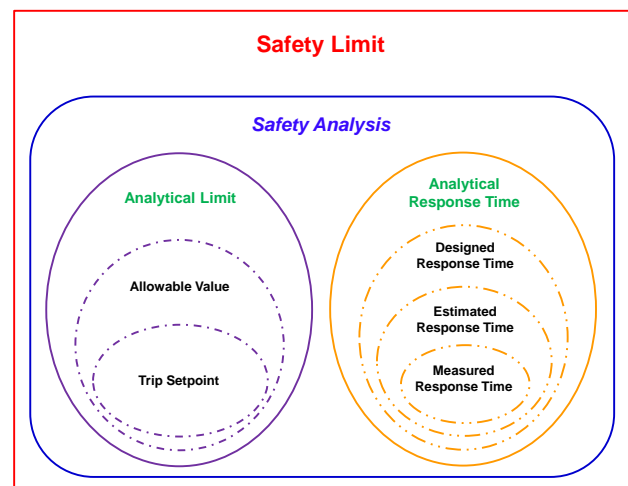 Safety Limit
Safety Analysis
Analytical Limit
Allowable Value
Trip Setpoint
Analytical
Response Time
Designed
Response Time
Estimated
Response Time
Measured
Response Time